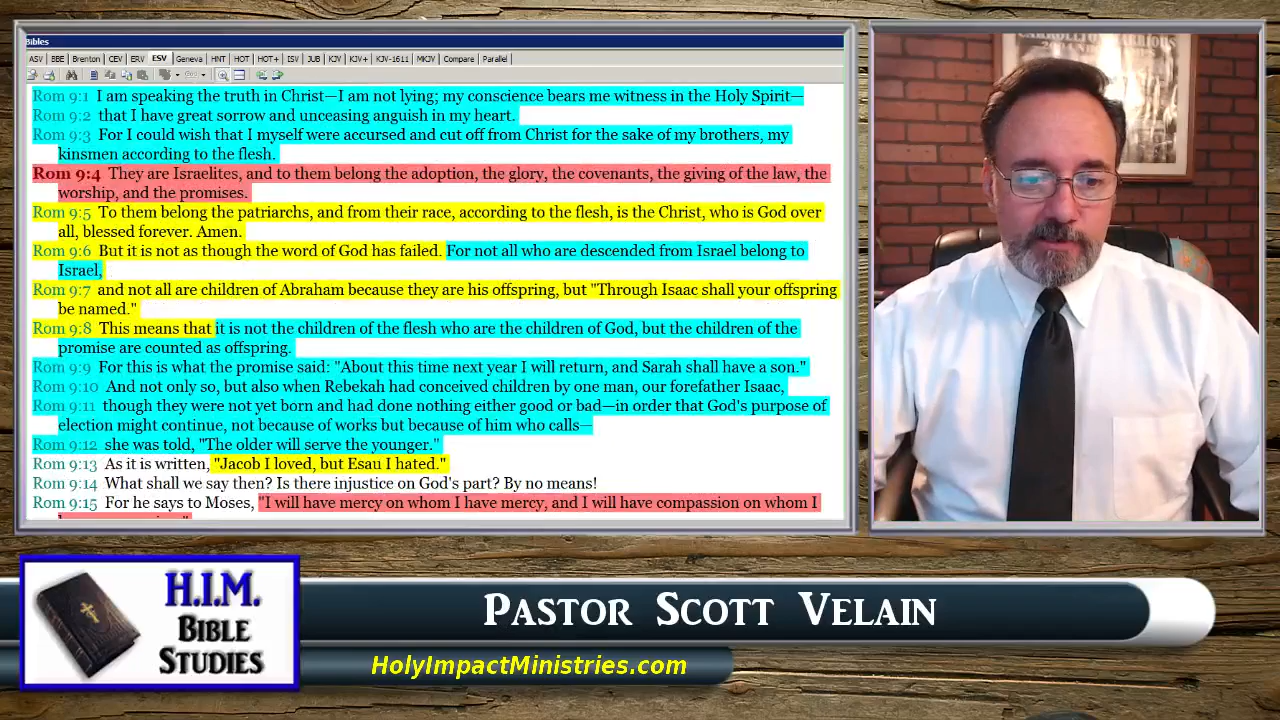 Bibles
ASV BBE Brenton CEV ERV ESV Geneva HNT HOT HOT+ ISV JUB KJV KJV+ KJV-1611 MKJV Compare Parallel
Rom 9:1 I am speaking the truth in Christ—I am not lying; my conscience bears me witness in the Holy Spirit—
Rom 9:2 that I have great sorrow and unceasing anguish in my heart.
Rom 9:3 For I could wish that I myself were accursed and cut off from Christ for the sake of my brothers, my
kinsmen according to the flesh.
Rom 9:4 They are Israelites, and to them belong the adoption, the glory, the covenants, the giving of the law, the
worship, and the promises.
Rom 9:5 To them belong the patriarchs, and from their race, according to the flesh, is the Christ, who is God over
all, blessed forever. Amen.
Rom 9:6 But it is not as though the word of God has failed. For not all who are descended from Israel belong to
Israel,
Rom 9:7 and not all are children of Abraham because they are his offspring, but "Through Isaac shall your offspring
be named."
Rom 9:8 This means that it is not the children of the flesh who are the children of God, but the children of the
promise are counted as offspring.
Rom 9:9 For this is what the promise said: "About this time next year I will return, and Sarah shall have a son."
Rom 9:10 And not only so, but also when Rebekah had conceived children by one man, our forefather Isaac,
Rom 9:11 though they were not yet born and had done nothing either good or bad—in order that God's purpose of
election might continue, not because of works but because of him who calls—
Rom 9:12 she was told, "The older will serve the younger."
Rom 9:13 As it is written, "Jacob I loved, but Esau I hated."
Rom 9:14 What shall we say then? Is there injustice on God's part? By no means!
Rom 9:15 For he says to Moses, "I will have mercy on whom I have mercy, and I will have compassion on whom I
H.I.M.
BIBLE
STUDIES
PASTOR SCOTT VELAIN
HolyImpactMinistries.com